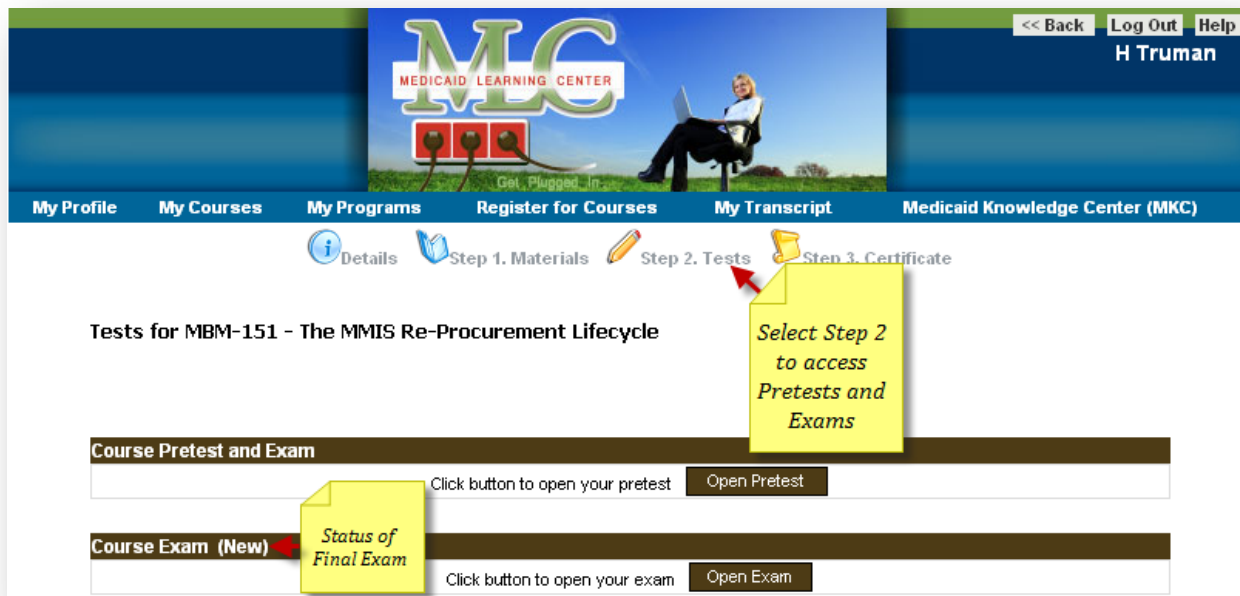 << Back Log Out Help
H Truman
MLC
MEDICAID LEARNING CENTER
Get Plugged In
My Profile My Courses My Programs Register for Courses My Transcript Medicaid Knowledge Center (MKC)
Details Step 1. Materials Step 2. Tests Step 3. Certificate
Tests for MBM-151 - The MMIS Re-Procurement Lifecycle
Select Step 2
to access
Pretests and
Exams
Course Pretest and Exam
Click button to open your pretest Open Pretest
Status of
Final Exam
Course Exam (New)
Click button to open your exam Open Exam